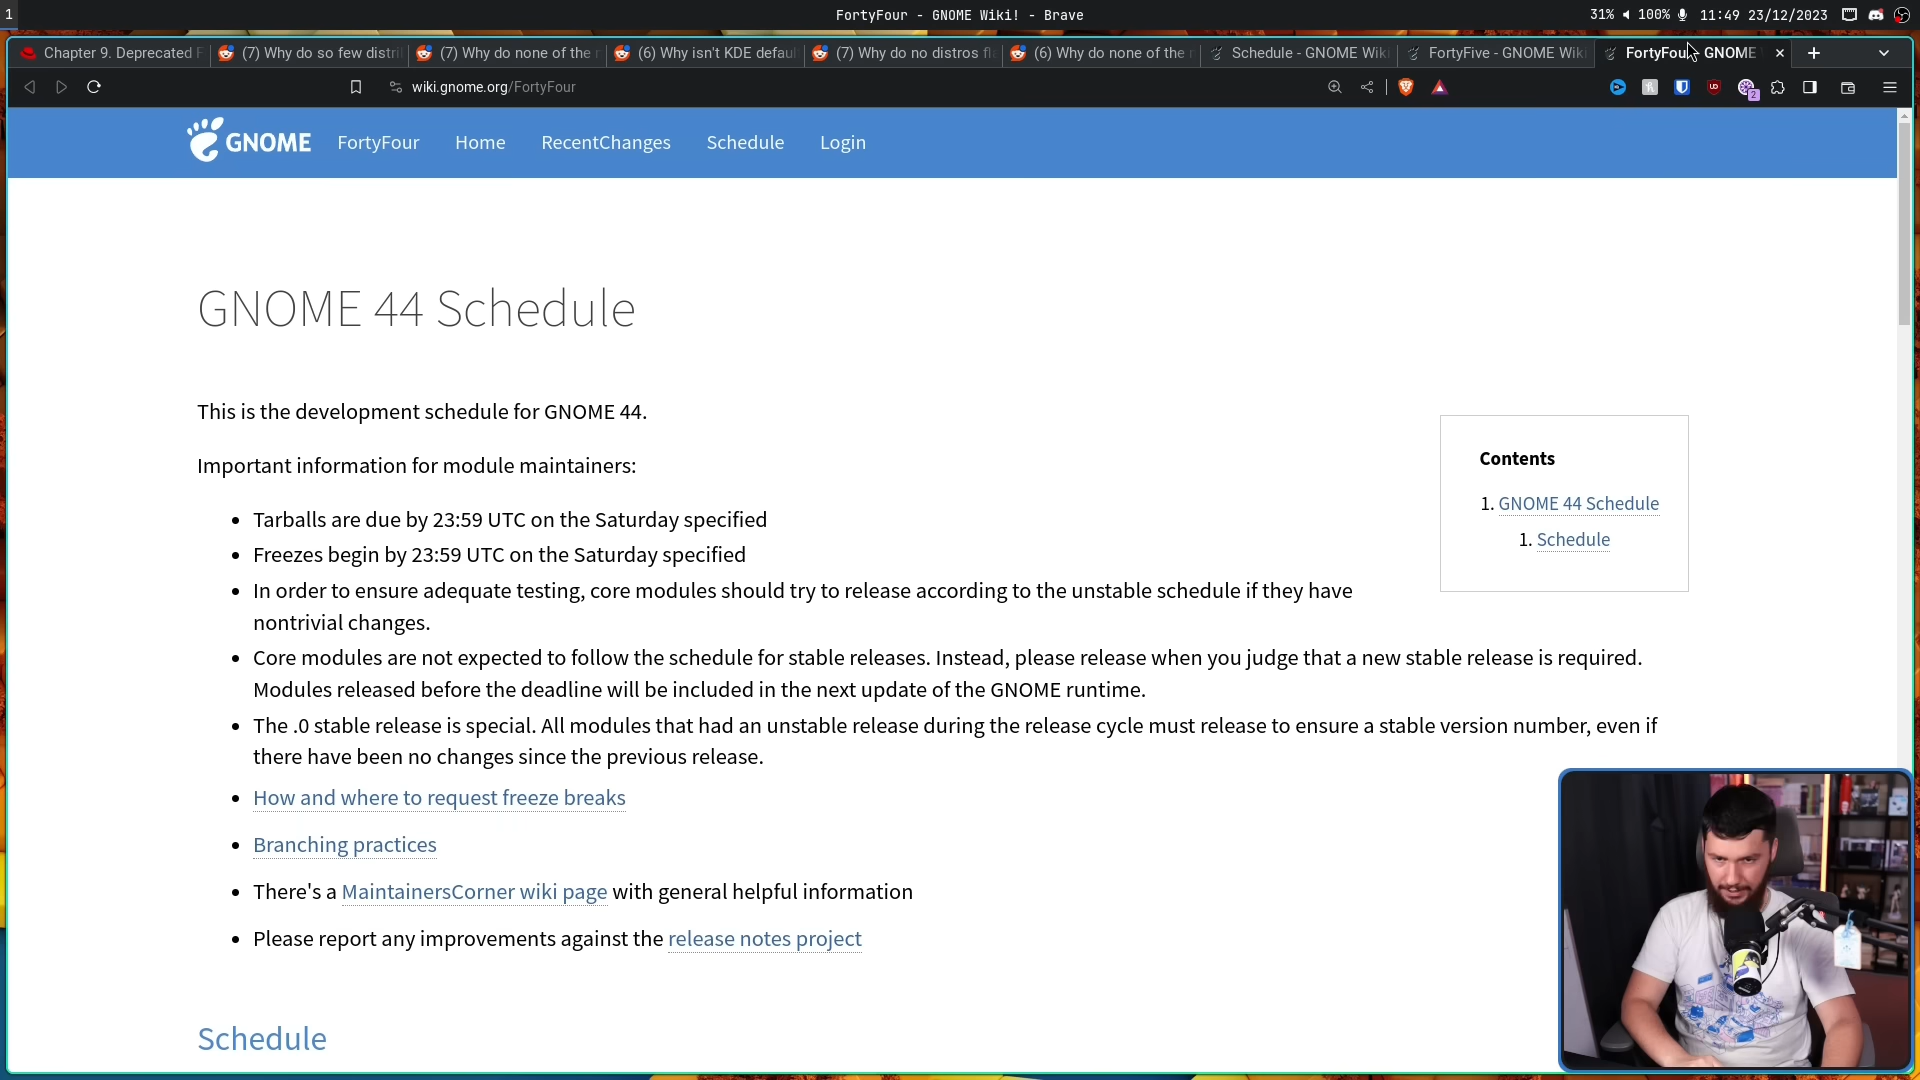 1
FortyFour - GNOME Wiki! - Brave
31% 100% 11:49 23/12/2023
Chapter 9. Deprecated F
(7) Why do so few distri
(7) Why do none of the r
(6) Why isn't KDE defau
(7) Why do no distros fl
(6) Why do none of the r
Schedule - GNOME Wiki
FortyFive - GNOME Wiki
FortyFour - GNOME
wiki.gnome.org/FortyFour
2
GNOME
FortyFour
Home
RecentChanges
Schedule
Login
GNOME 44 Schedule
This is the development schedule for GNOME 44.
Important information for module maintainers:
• Tarballs are due by 23:59 UTC on the Saturday specified
• Freezes begin by 23:59 UTC on the Saturday specified
• In order to ensure adequate testing, core modules should try to release according to the unstable schedule if they have
nontrivial changes.
• Core modules are not expected to follow the schedule for stable releases. Instead, please release when you judge that a new stable release is required.
Modules released before the deadline will be included in the next update of the GNOME runtime.
• The .0 stable release is special. All modules that had an unstable release during the release cycle must release to ensure a stable version number, even if
there have been no changes since the previous release.
• How and where to request freeze breaks
• Branching practices
• There's a MaintainersCorner wiki page with general helpful information
• Please report any improvements against the release notes project
Contents
1. GNOME 44 Schedule
1. Schedule
Schedule